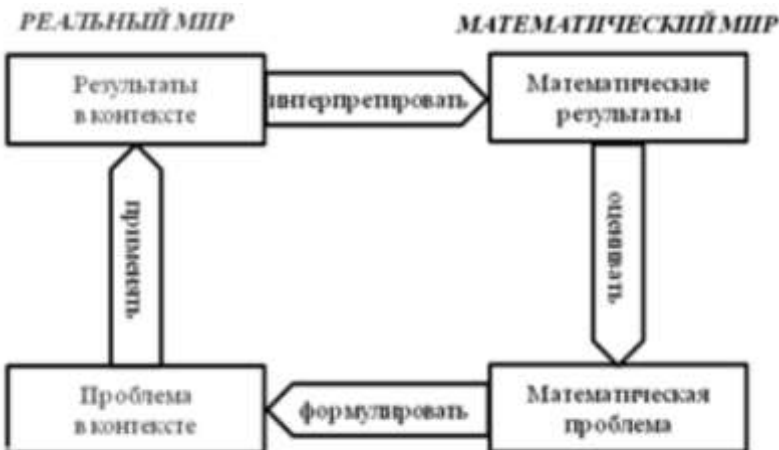 РЕАЛЬНЫЙ МИР
МАТЕМАТИЧЕСКИЙ МИР
Результаты
в контексте
интерпретировать
Математические
результаты
применять
оценивать
Проблема
в контексте
формулировать
Математическая
проблема